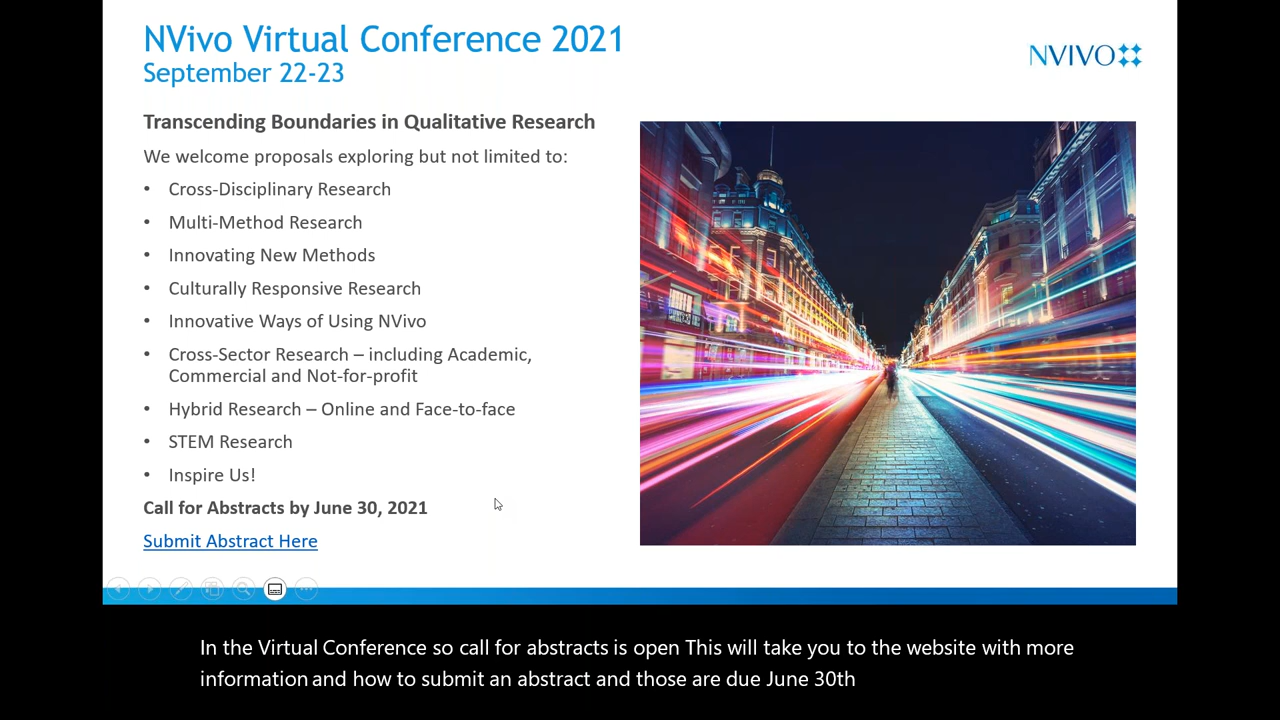 NVivo Virtual Conference 2021
September 22-23
NVIVO
Transcending Boundaries in Qualitative Research
We welcome proposals exploring but not limited to:
• Cross-Disciplinary Research
• Multi-Method Research
• Innovating New Methods
• Culturally Responsive Research
• Innovative Ways of Using NVivo
• Cross-Sector Research – including Academic,
Commercial and Not-for-profit
• Hybrid Research – Online and Face-to-face
• STEM Research
• Inspire Us!
Call for Abstracts by June 30, 2021
Submit Abstract Here
In the Virtual Conference so call for abstracts is open This will take you to the website with more
information and how to submit an abstract and those are due June 30th